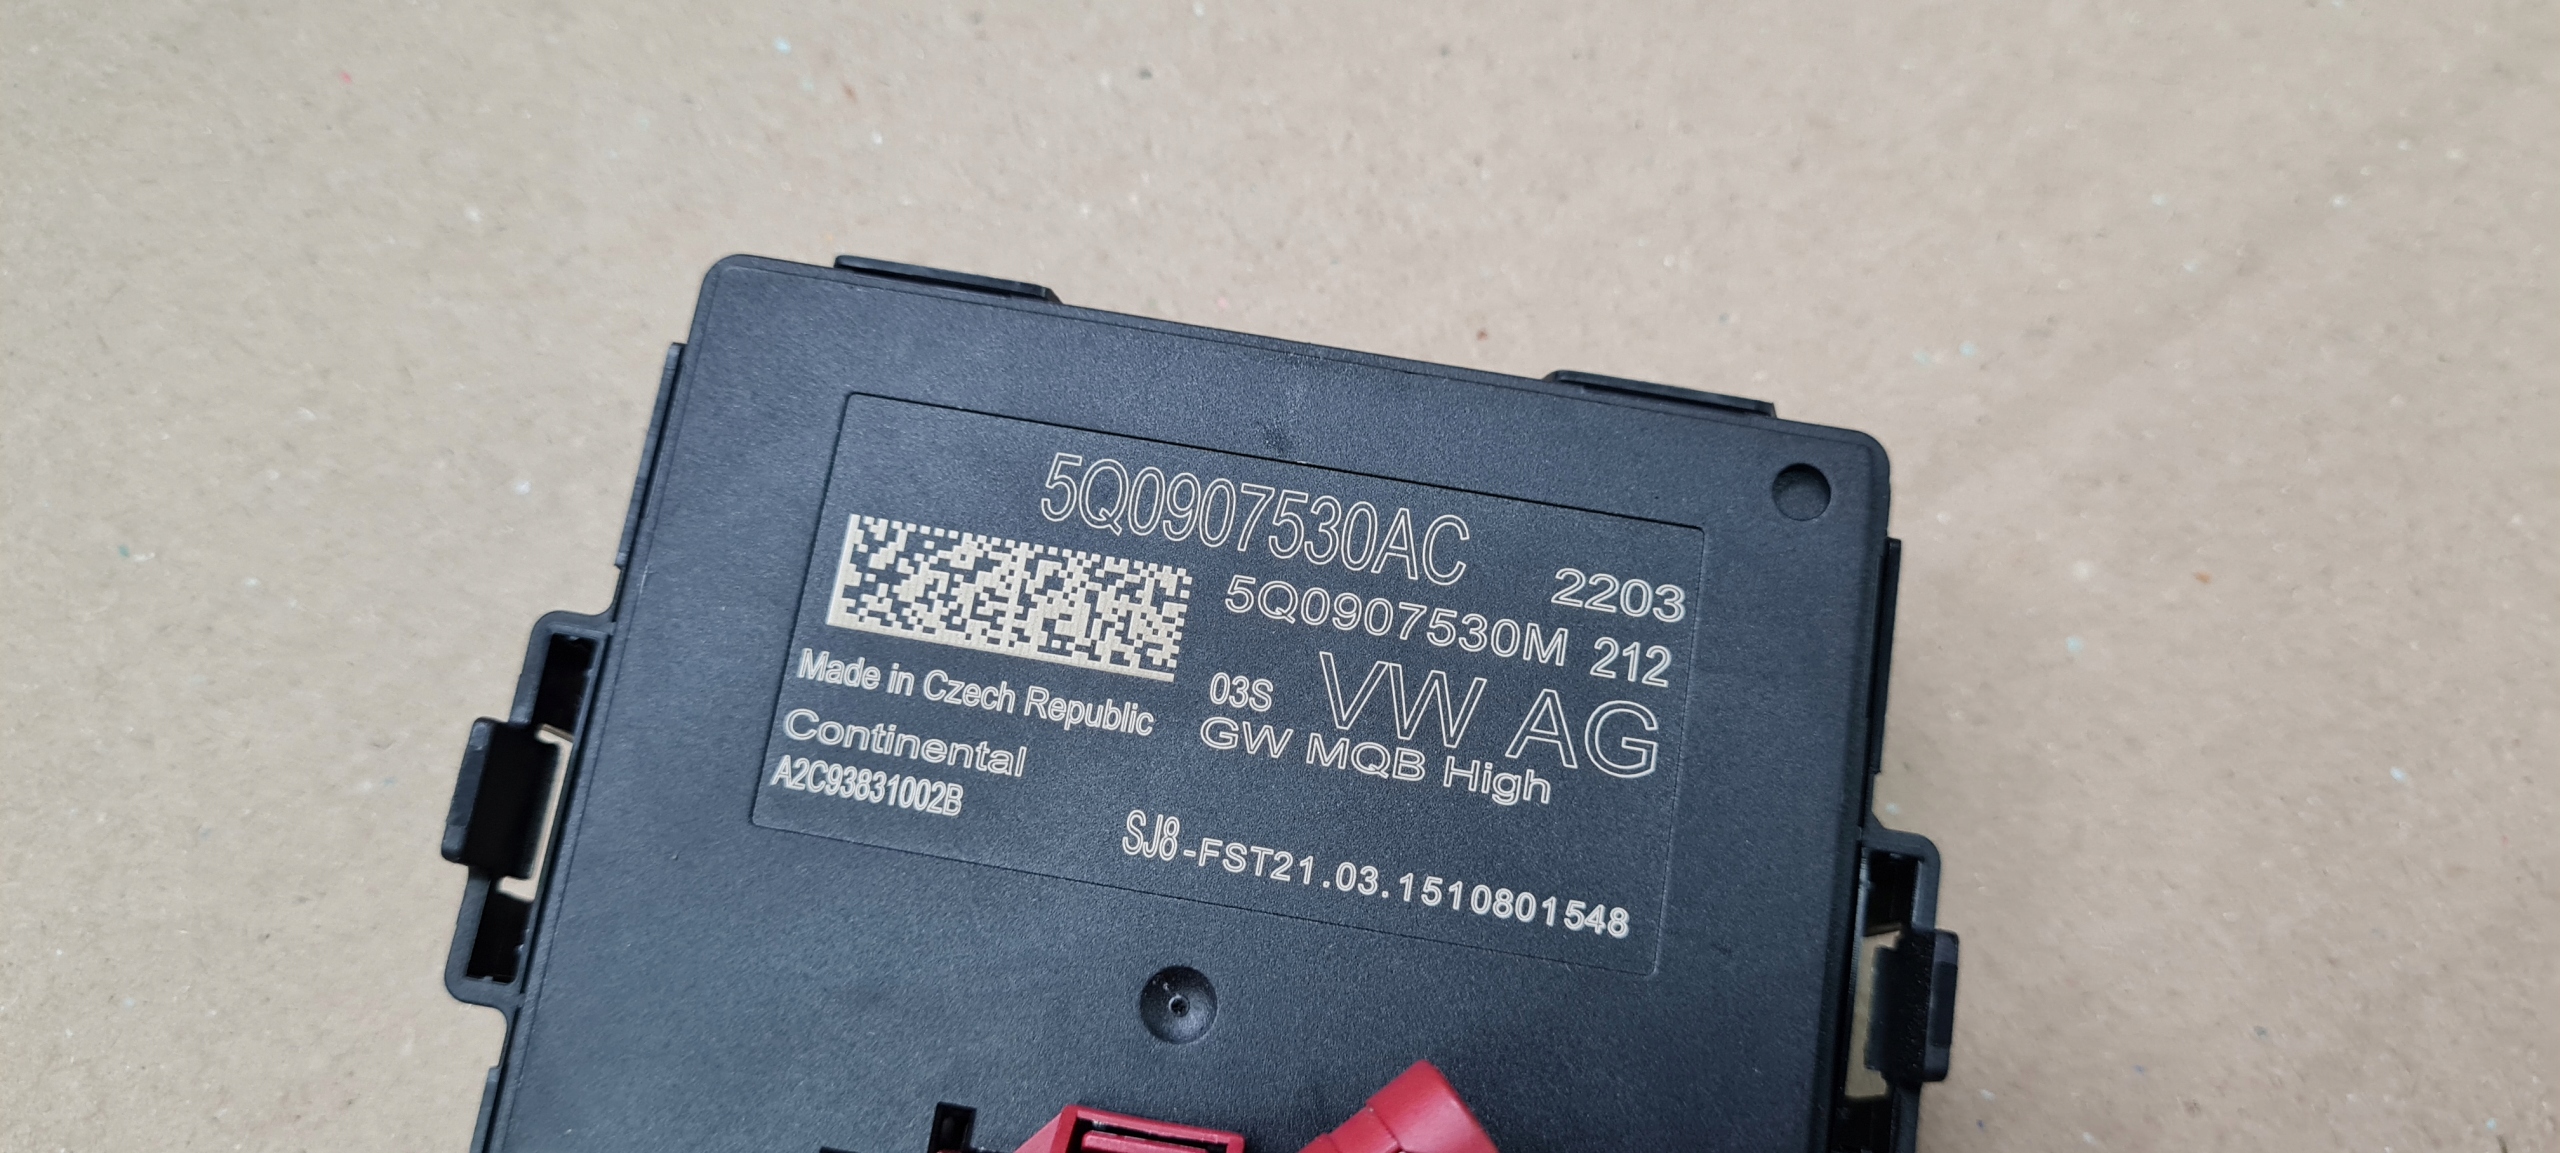 5Q0907530AC
2203
5Q0907530M 212
03S VW AG
GW MQB High
Made in Czech Republic
Continental
A2C93831002B
SJ8-FST21.03.1510801548